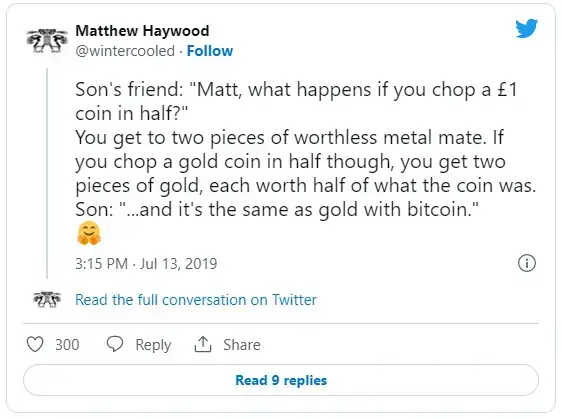 Matthew Haywood
@wintercooled · Follow
Son's friend: "Matt, what happens if you chop a £1
coin in half?"
You get to two pieces of worthless metal mate. If
you chop a gold coin in half though, you get two
pieces of gold, each worth half of what the coin was.
Son: "...and it's the same as gold with bitcoin."
🤗
3:15 PM · Jul 13, 2019
Read the full conversation on Twitter
300 Reply Share
Read 9 replies